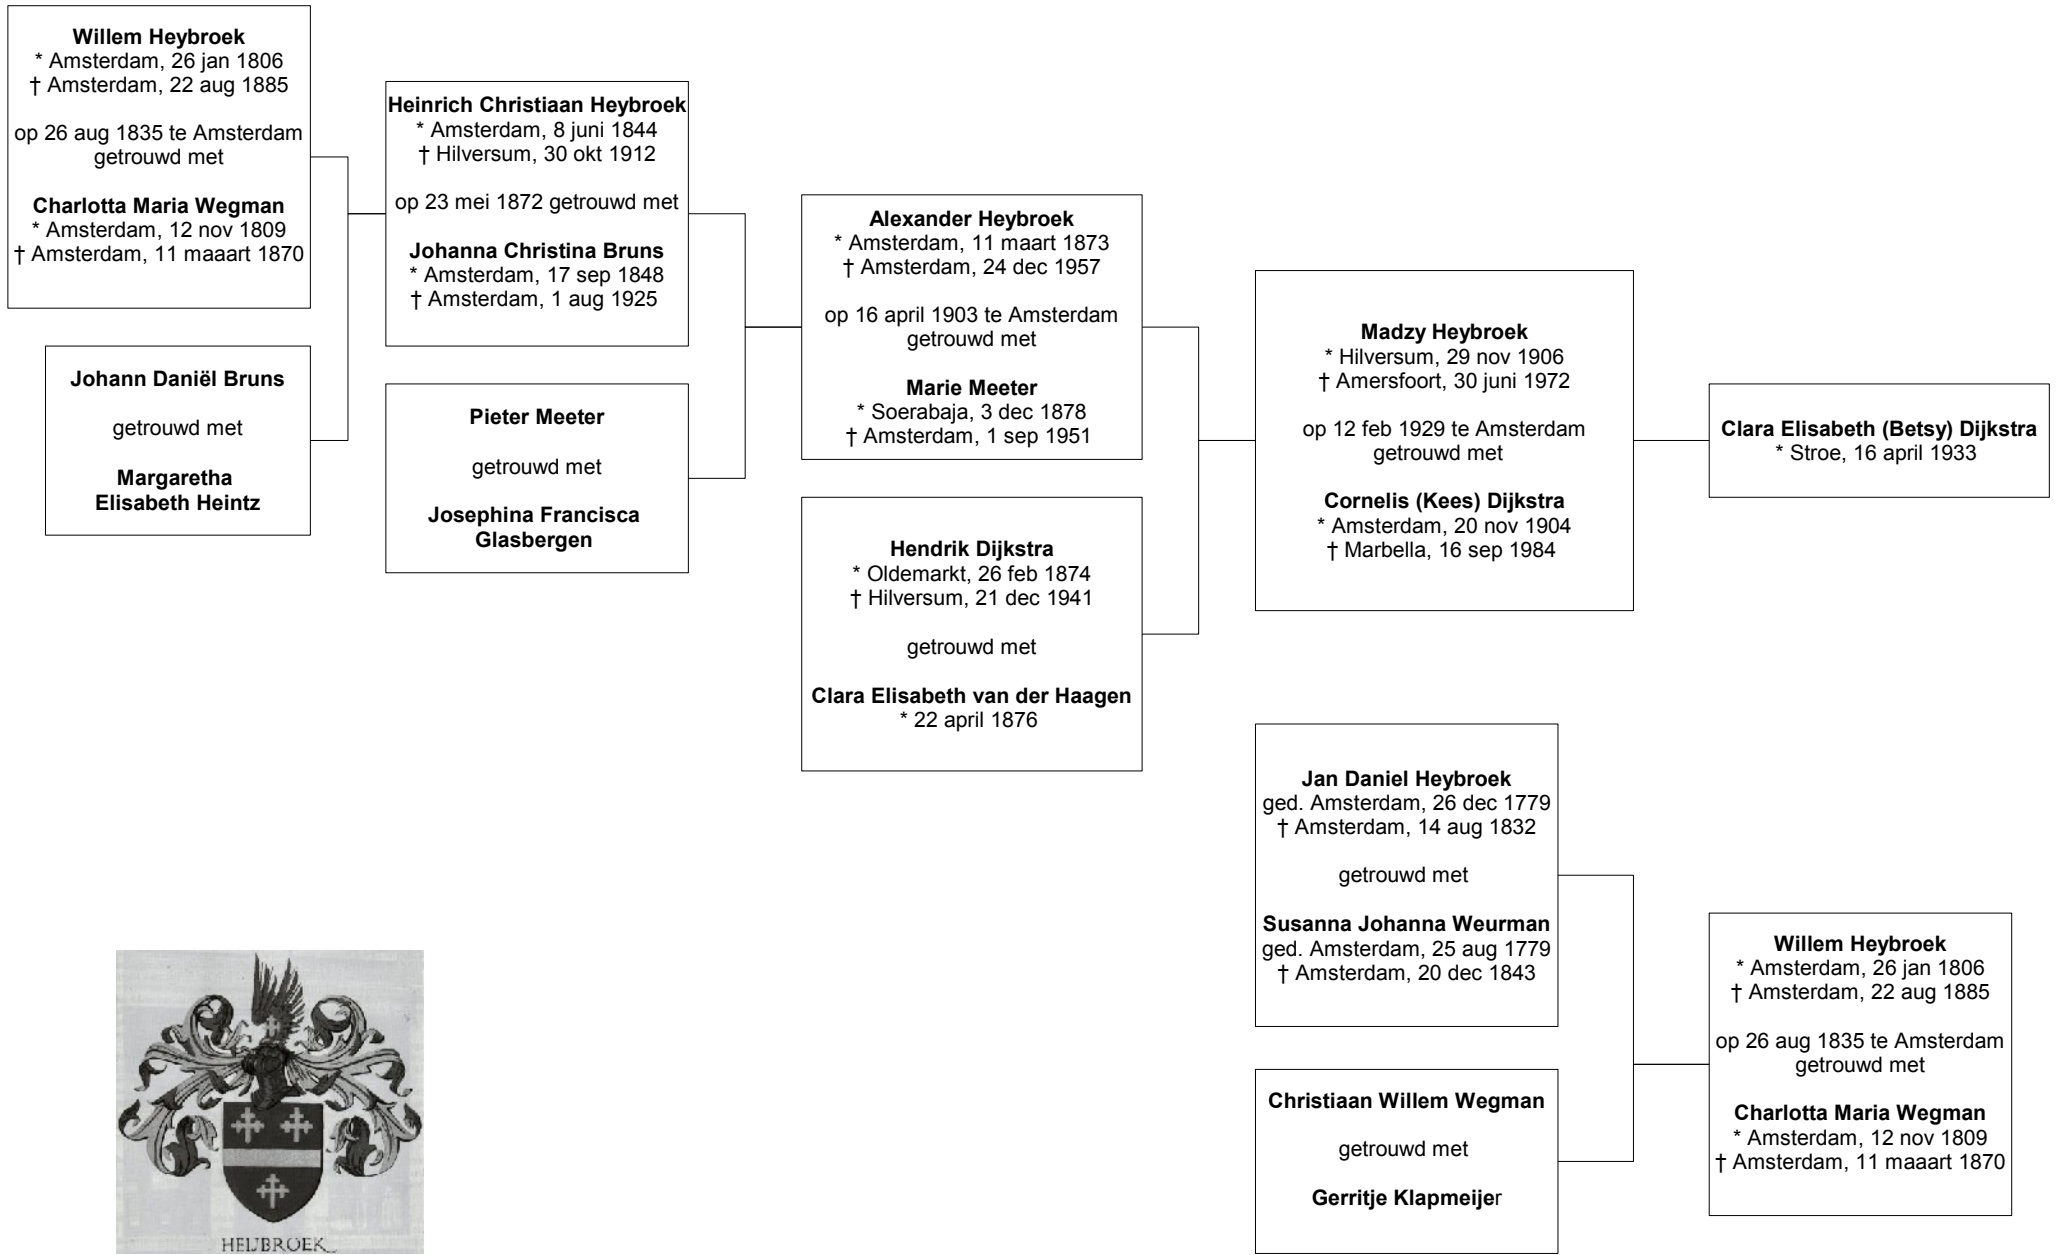 Willem Heybroek
* Amsterdam, 26 jan 1806
† Amsterdam, 22 aug 1885
op 26 aug 1835 te Amsterdam
getrouwd met
Charlotta Maria Wegman
* Amsterdam, 12 nov 1809
† Amsterdam, 11 maaart 1870
Johann Daniël Bruns
getrouwd met
Margaretha
Elisabeth Heintz
Heinrich Christiaan Heybroek
* Amsterdam, 8 juni 1844
† Hilversum, 30 okt 1912
op 23 mei 1872 getrouwd met
Johanna Christina Bruns
* Amsterdam, 17 sep 1848
† Amsterdam, 1 aug 1925
Pieter Meeter
getrouwd met
Josephina Francisca
Glasbergen
Alexander Heybroek
* Amsterdam, 11 maart 1873
† Amsterdam, 24 dec 1957
op 16 april 1903 te Amsterdam
getrouwd met
Marie Meeter
* Soerabaja, 3 dec 1878
† Amsterdam, 1 sep 1951
Hendrik Dijkstra
* Oldemarkt, 26 feb 1874
† Hilversum, 21 dec 1941
getrouwd met
Clara Elisabeth van der Haagen
* 22 april 1876
Madzy Heybroek
* Hilversum, 29 nov 1906
† Amersfoort, 30 juni 1972
op 12 feb 1929 te Amsterdam
getrouwd met
Cornelis (Kees) Dijkstra
* Amsterdam, 20 nov 1904
† Marbella, 16 sep 1984
Clara Elisabeth (Betsy) Dijkstra
* Stroe, 16 april 1933
Jan Daniel Heybroek
ged. Amsterdam, 26 dec 1779
† Amsterdam, 14 aug 1832
getrouwd met
Susanna Johanna Weurman
ged. Amsterdam, 25 aug 1779
† Amsterdam, 20 dec 1843
Christiaan Willem Wegman
getrouwd met
Gerritje Klapmeijer
Willem Heybroek
* Amsterdam, 26 jan 1806
† Amsterdam, 22 aug 1885
op 26 aug 1835 te Amsterdam
getrouwd met
Charlotta Maria Wegman
* Amsterdam, 12 nov 1809
† Amsterdam, 11 maaart 1870
HEIJBROEK